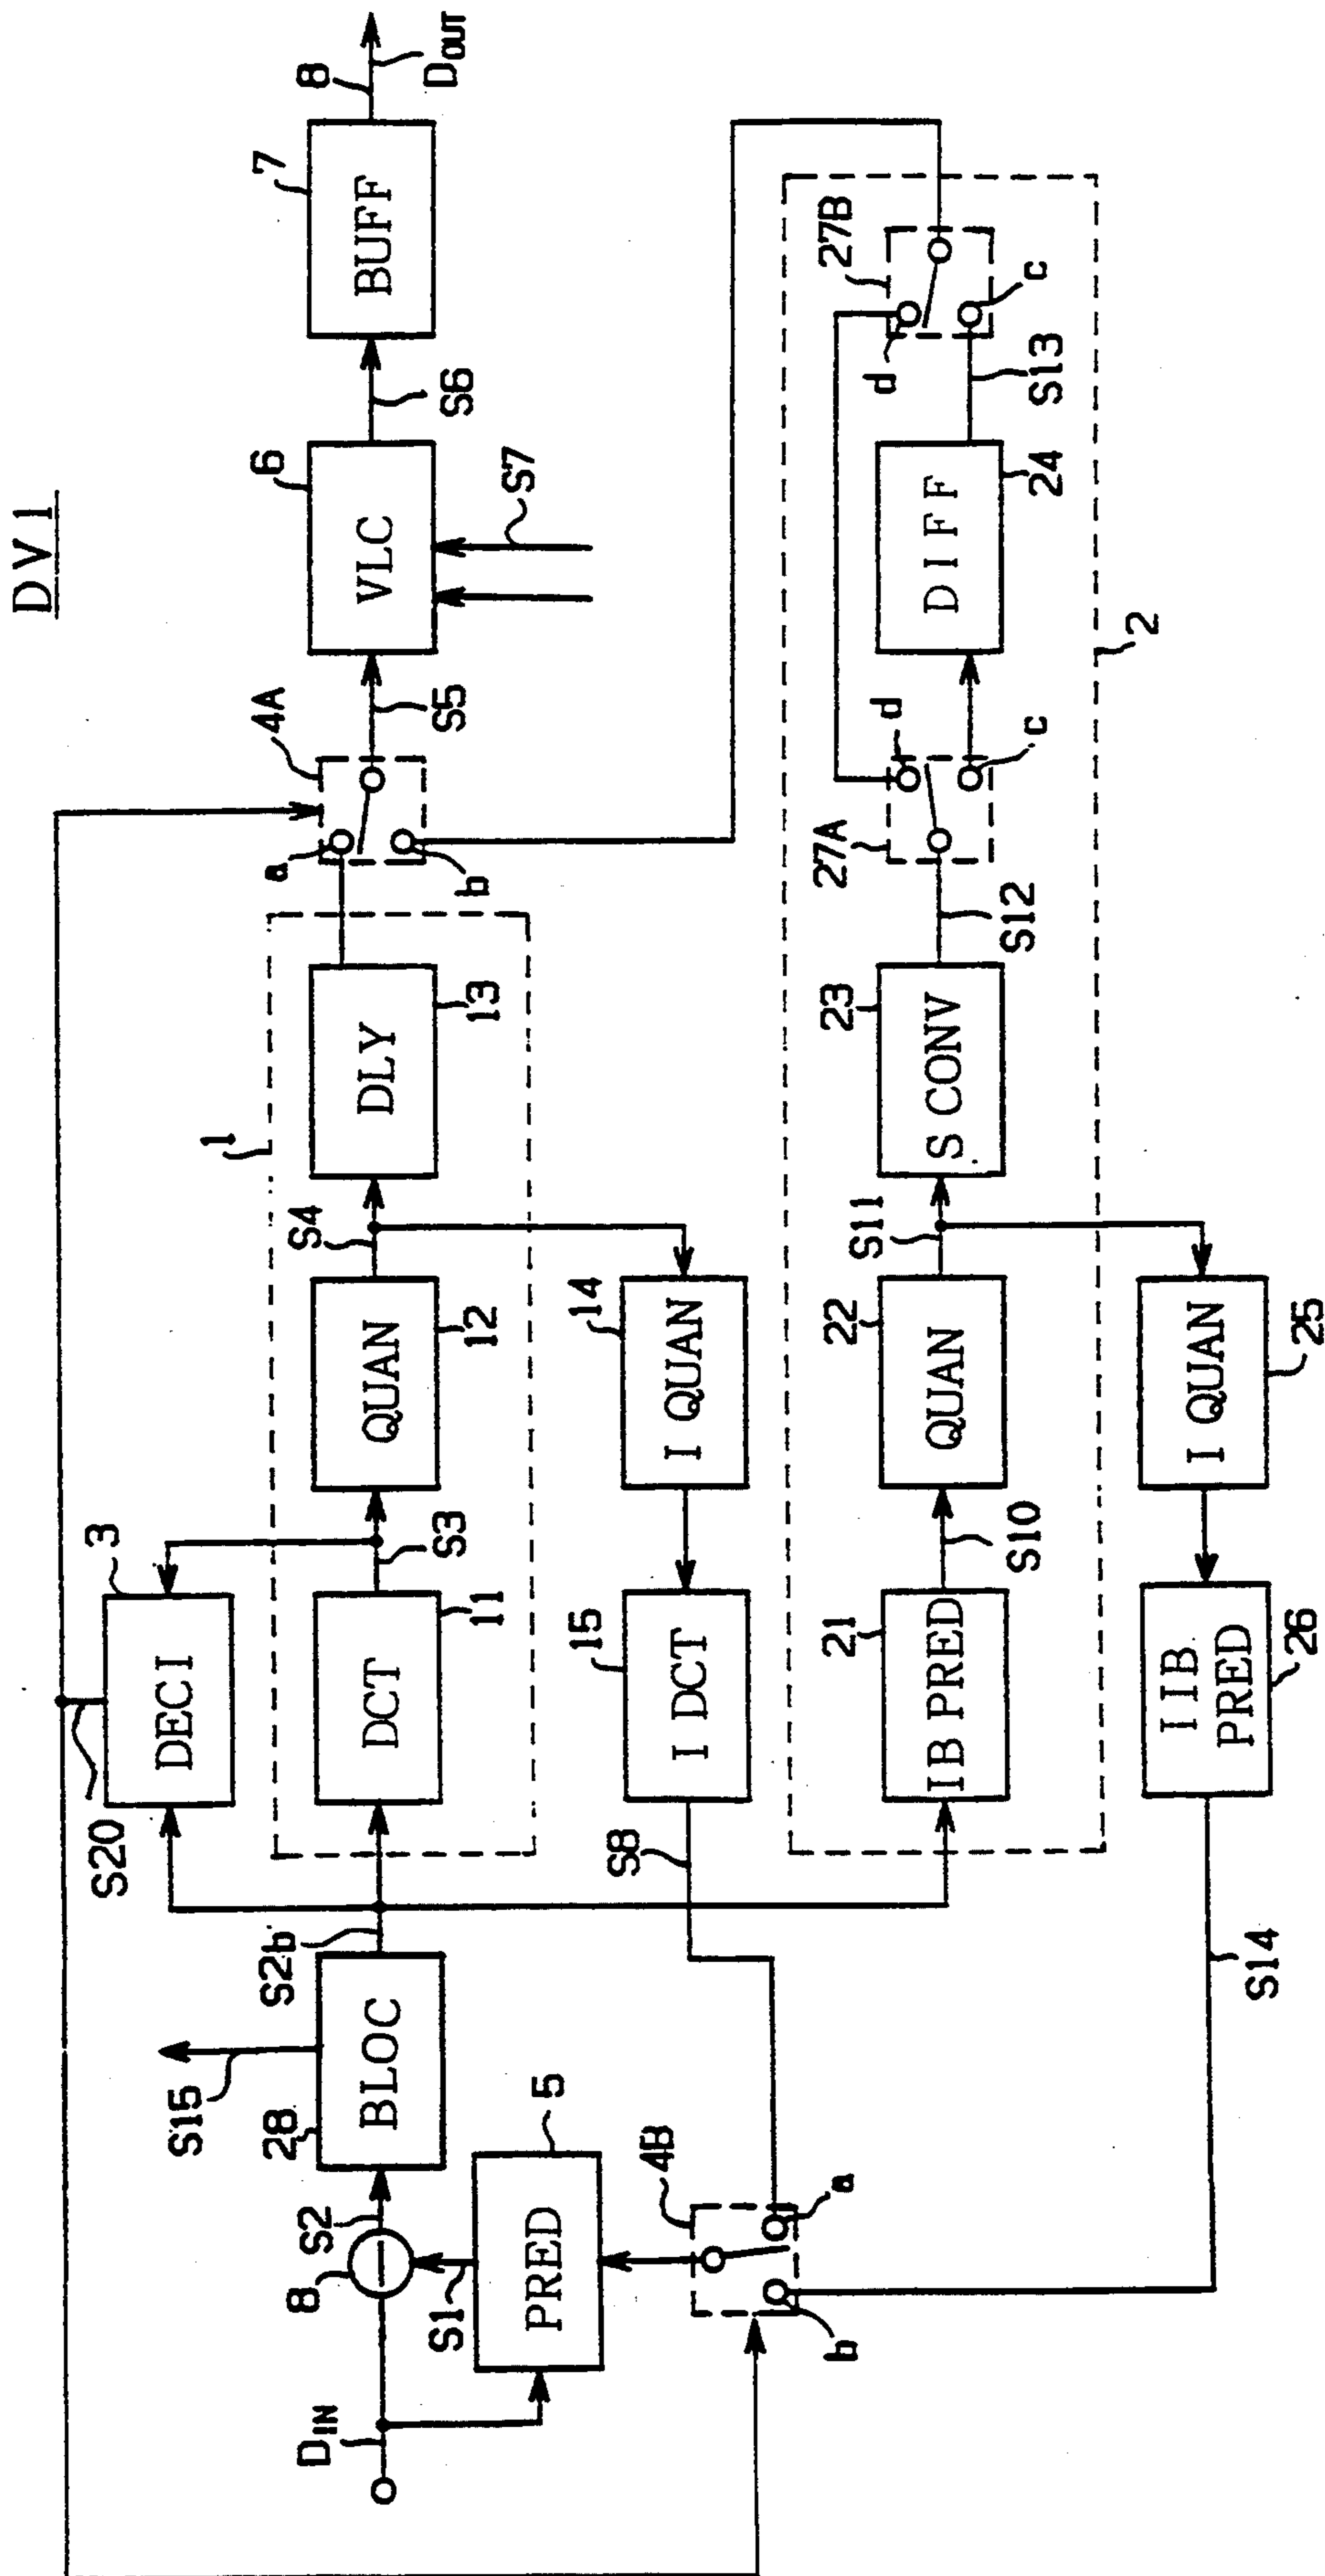 DV1
D_IN
8
S2
S1
PRED
5
4B
a
b
S15
28
BLOC
S2b
S20
DECI
3
1
DCT
11
S3
QUAN
12
S4
DLY
13
a
b
4A
S5
6
VLC
S7
S6
7
BUFF
8
D_OUT
S8
15
I DCT
14
I QUAN
21
IB PRED
S10
22
QUAN
S11
23
S CONV
S12
27A
d
c
DIFF
24
S13
d
c
27B
2
25
I QUAN
26
I IB
PRED
S14